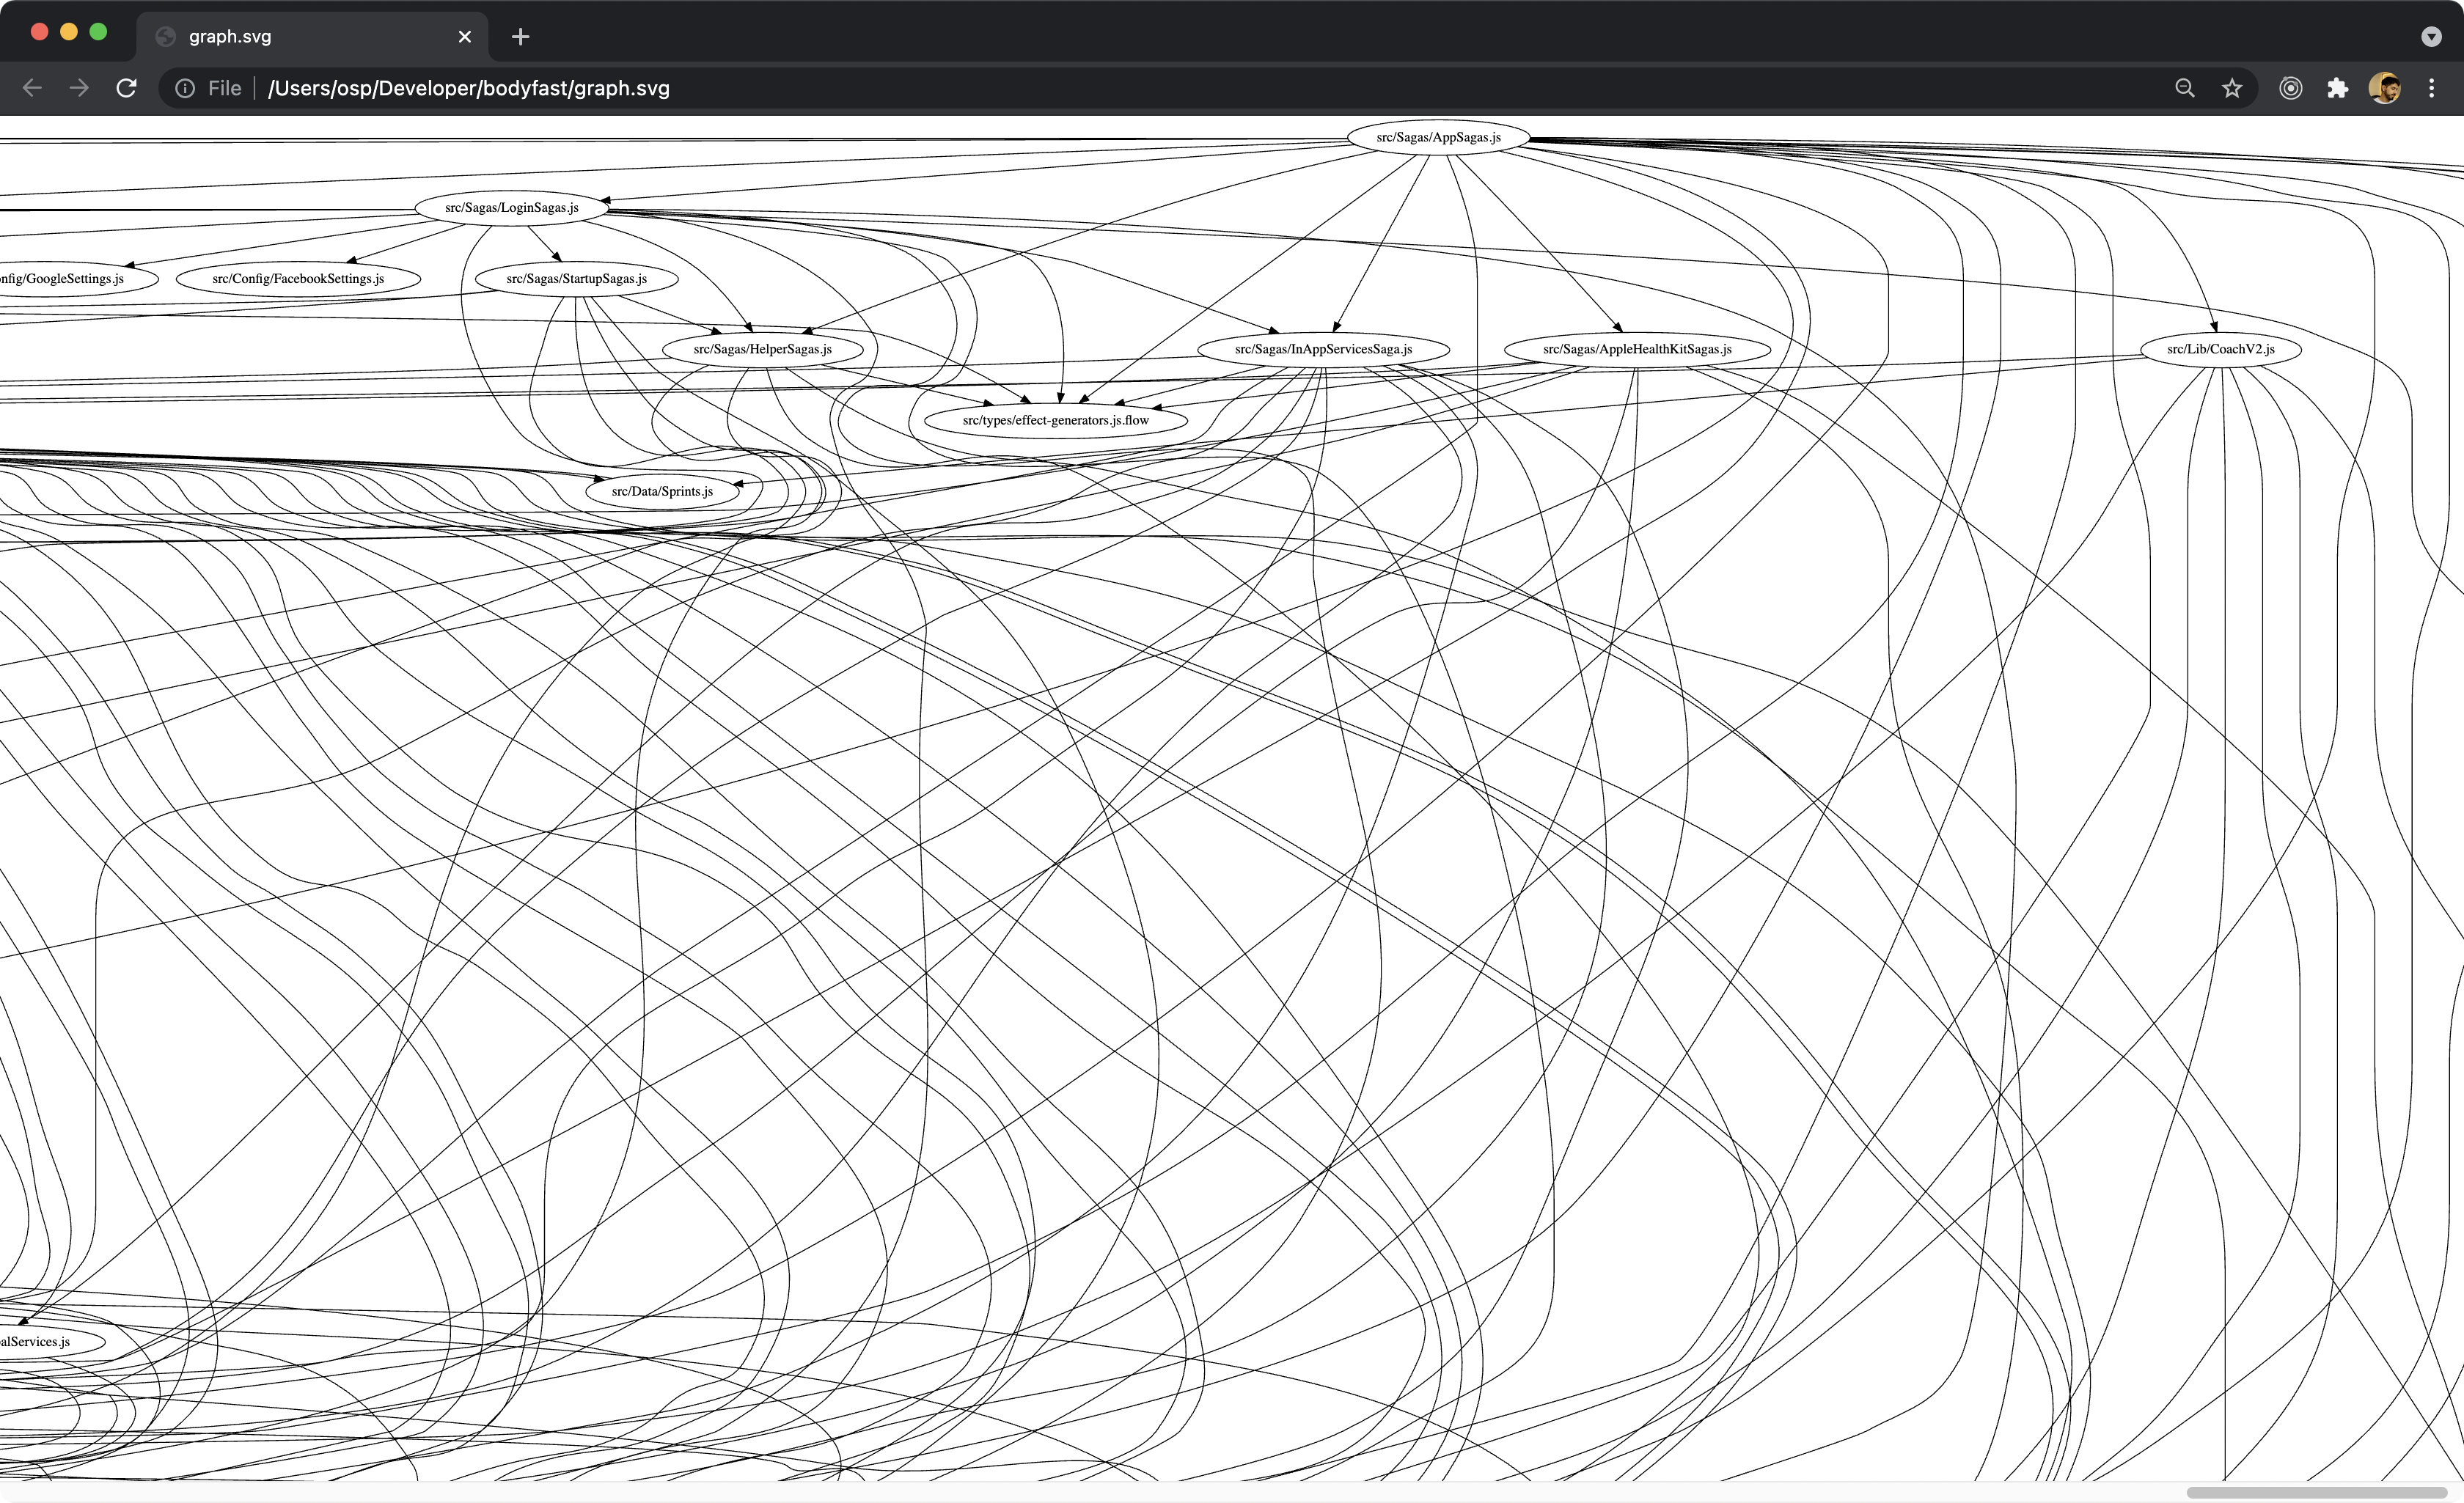 graph.svg
File
/Users/osp/Developer/bodyfast/graph.svg
src/Sagas/AppSagas.js
src/Sagas/LoginSagas.js
nfig/GoogleSettings.js
src/Config/FacebookSettings.js
src/Sagas/StartupSagas.js
src/Sagas/HelperSagas.js
src/Sagas/InAppServicesSaga.js
src/Sagas/AppleHealthKitSagas.js
src/Lib/CoachV2.js
src/types/effect-generators.js.flow
src/Data/Sprints.js
alServices.js